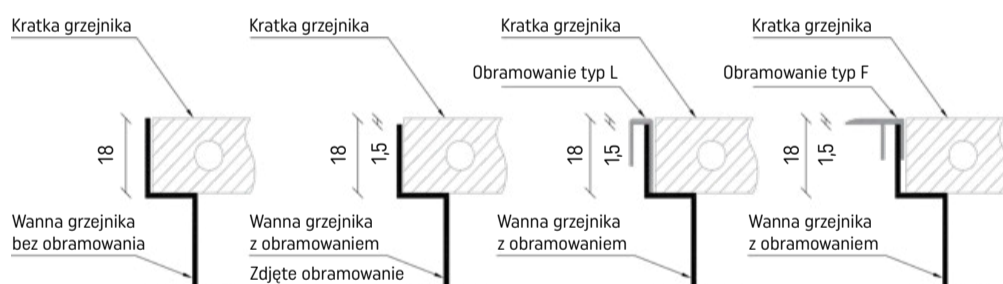 Kratka grzejnika
18
Wanna grzejnika
bez obramowania
Kratka grzejnika
18
1,5
Wanna grzejnika
z obramowaniem
Zdjęte obramowanie
Kratka grzejnika
Obramowanie typ L
18
1,5
Wanna grzejnika
z obramowaniem
Kratka grzejnika
Obramowanie typ F
18
1,5
Wanna grzejnika
z obramowaniem